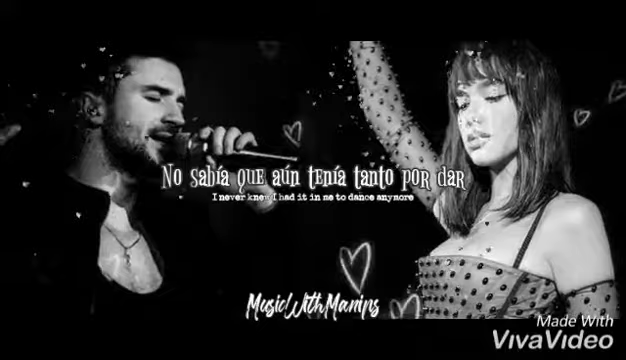 No sabía que aún tenía tanto por dar
I never knew I had it in me to dance anymore
MusicWithManips
Made With
VivaVideo